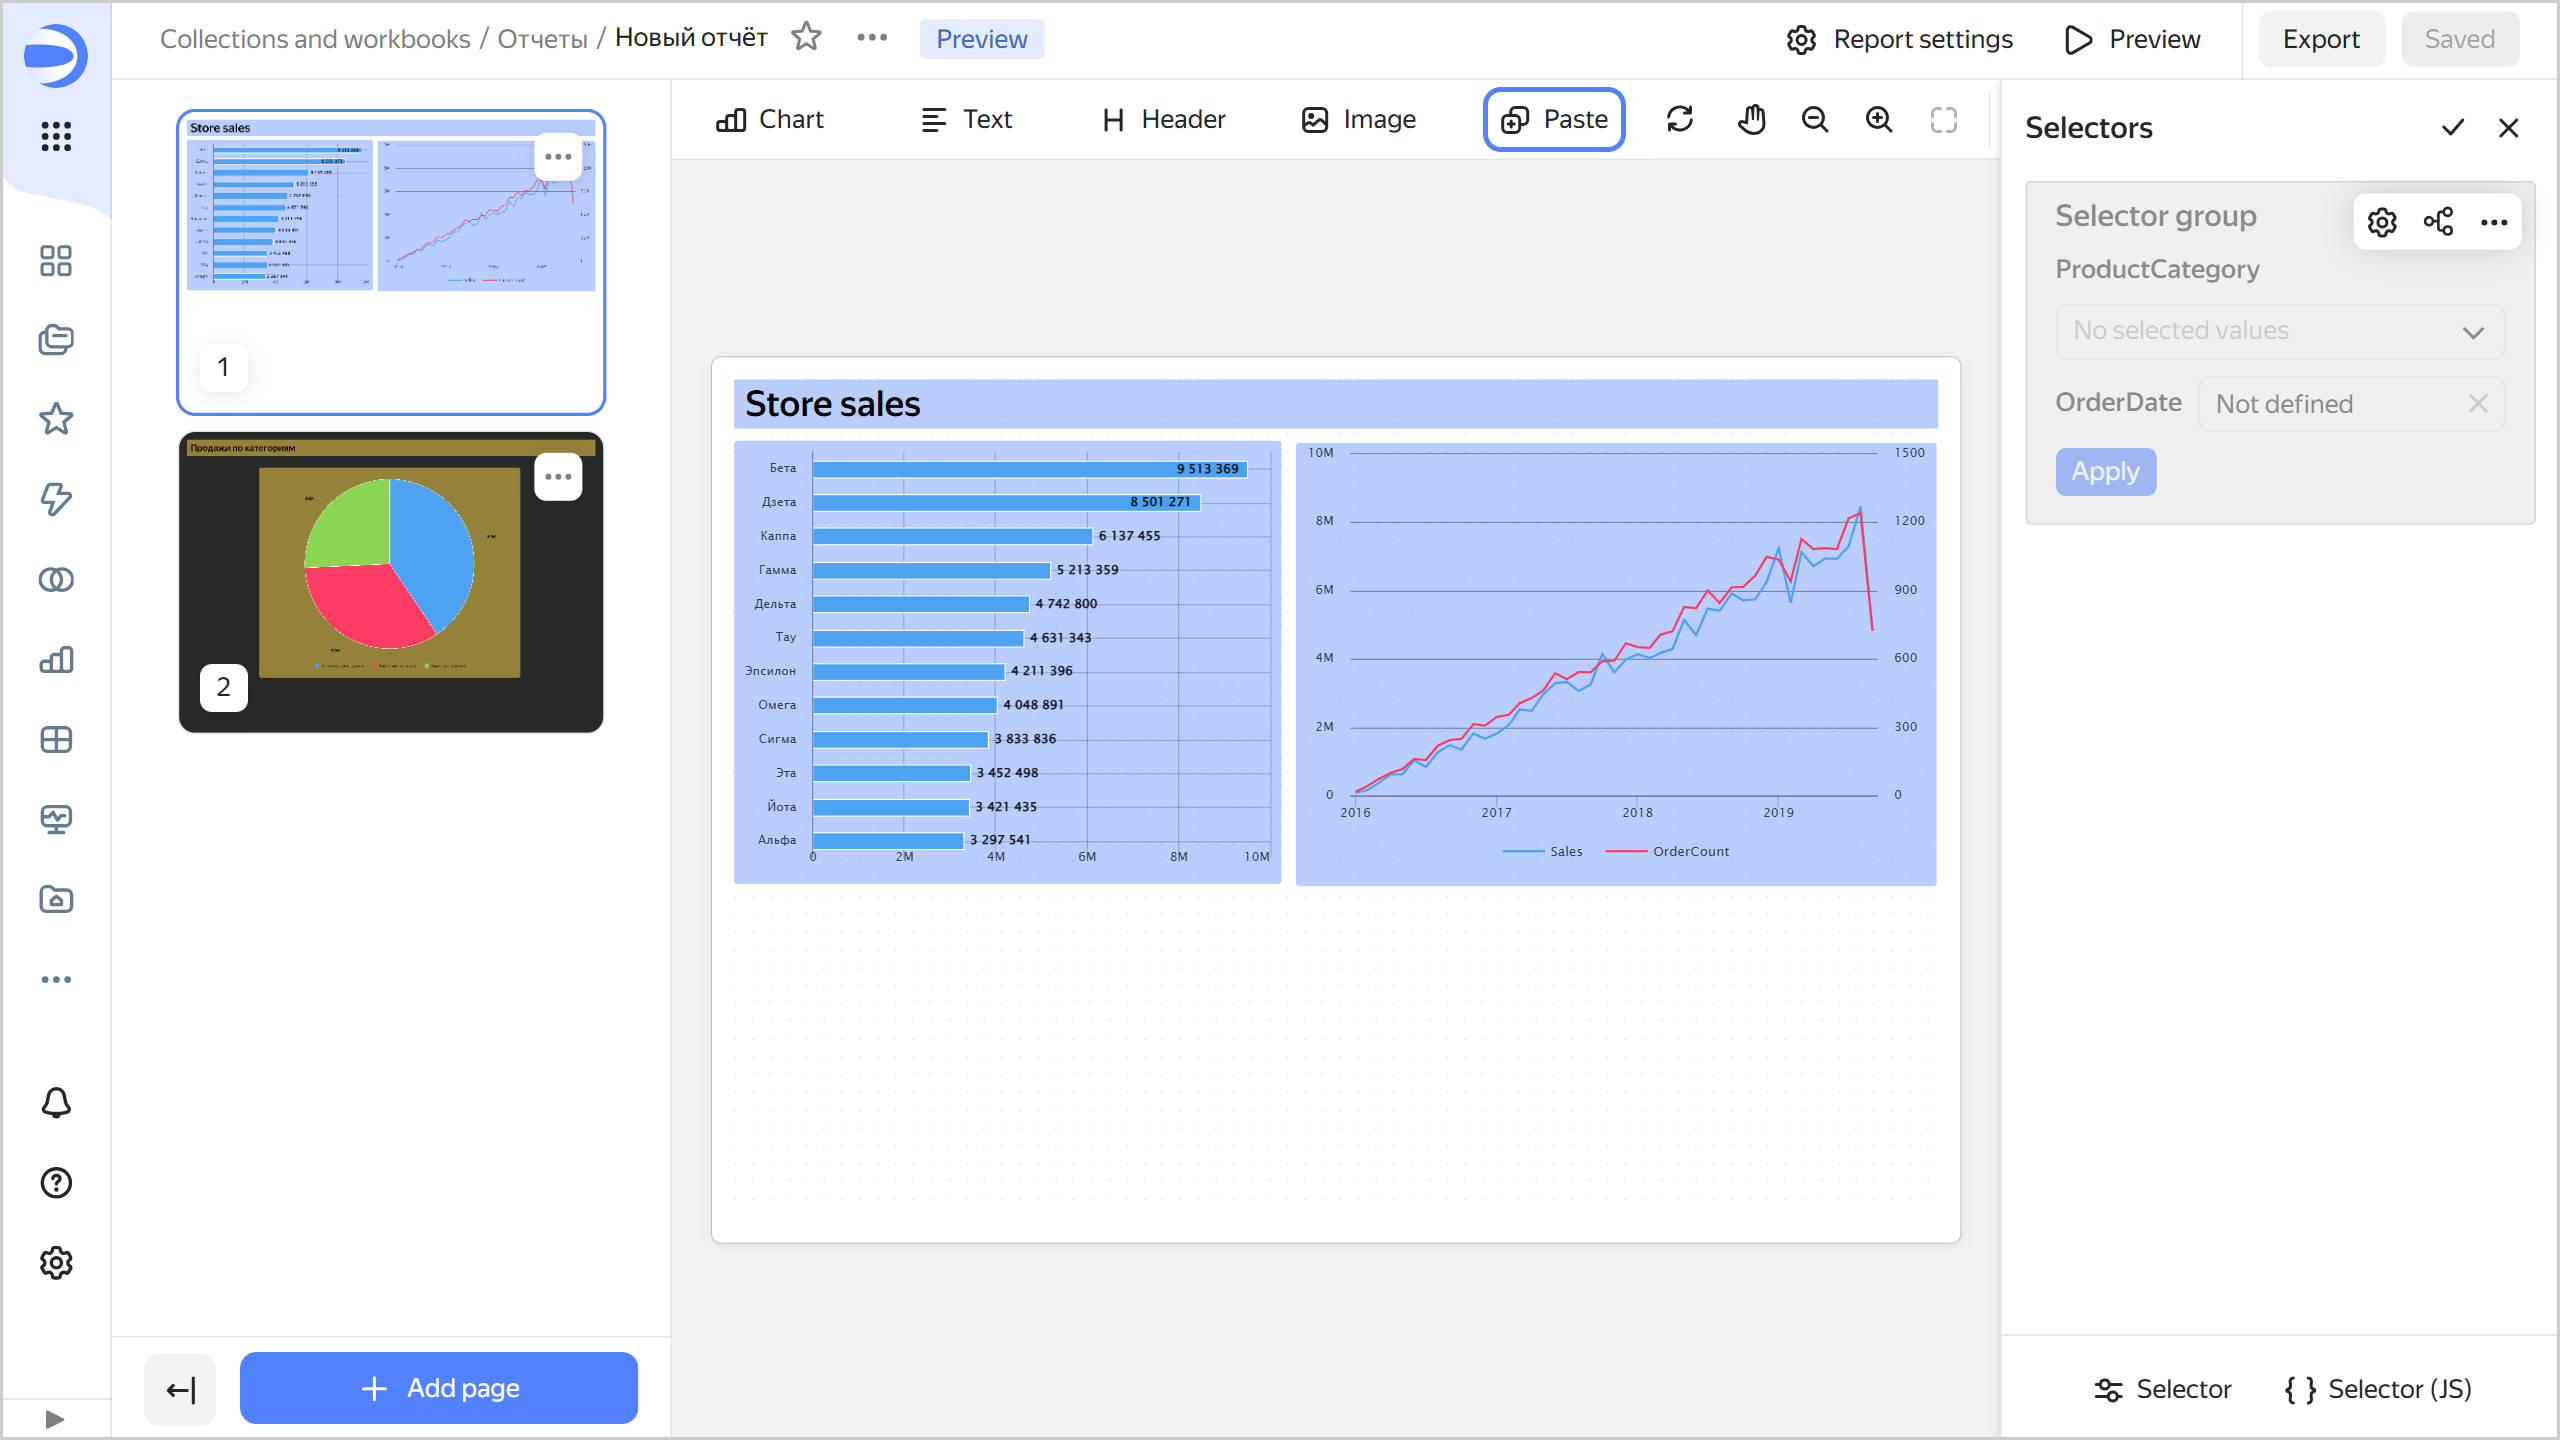 Collections and workbooks / Отчеты / Новый отчёт
Preview
Report settings
Preview
Export
Saved
Store sales
1
Продажи по категориям
2
Add page
Chart
Text
Header
Image
Paste
Store sales
Бета 9 513 369
Дзета 8 501 271
Каппа 6 137 455
Гамма 5 213 359
Дельта 4 742 800
Тау 4 631 343
Эпсилон 4 211 396
Омега 4 048 891
Сигма 3 833 836
Эта 3 452 498
Йота 3 421 435
Альфа 3 297 541
0 2M 4M 6M 8M 10M
10M 1500
8M 1200
6M 900
4M 600
2M 300
0 0
2016 2017 2018 2019
Sales OrderCount
Selectors
Selector group
ProductCategory
No selected values
OrderDate Not defined
Apply
Selector
{ } Selector (JS)